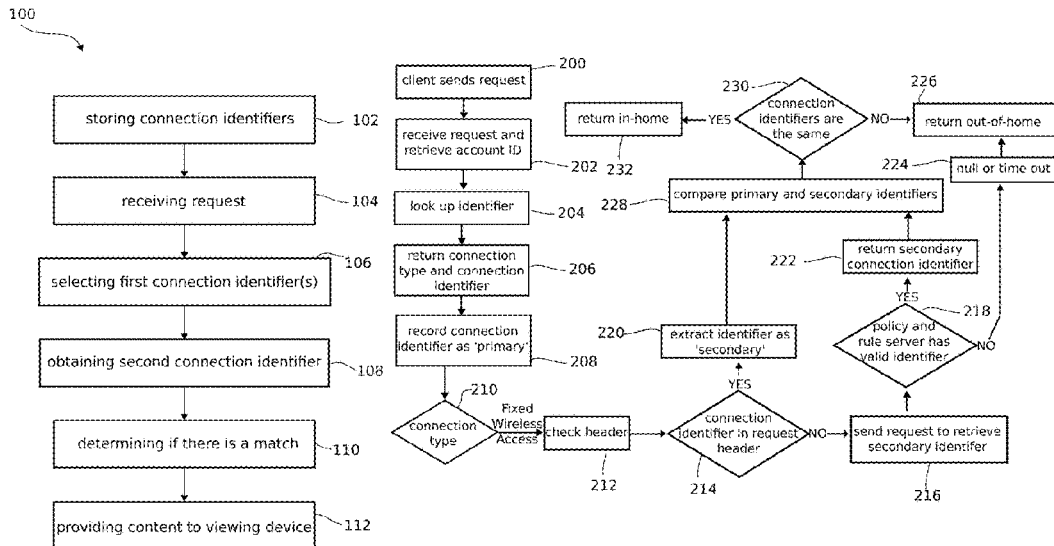 100
storing connection identifiers
102
receiving request
104
selecting first connection identifier(s)
106
obtaining second connection identifier
108
determining if there is a match
110
providing content to viewing device
112
client sends request
200
receive request and
retrieve account ID
202
look up identifier
204
return connection
type and connection
identifier
206
record connection
identifier as 'primary'
208
210
connection
type
Fixed
Wireless
Access
check header
212
connection
identifier in request
header
214
YES
NO
extract identifier as
'secondary'
220
send request to retrieve
secondary identifer
216
policy and
rule server has
valid identifier
218
YES
NO
return secondary
connection identifier
222
null or time out
224
compare primary and secondary identifiers
228
connection
identifiers are
the same
230
YES
NO
return in-home
232
return out-of-home
226